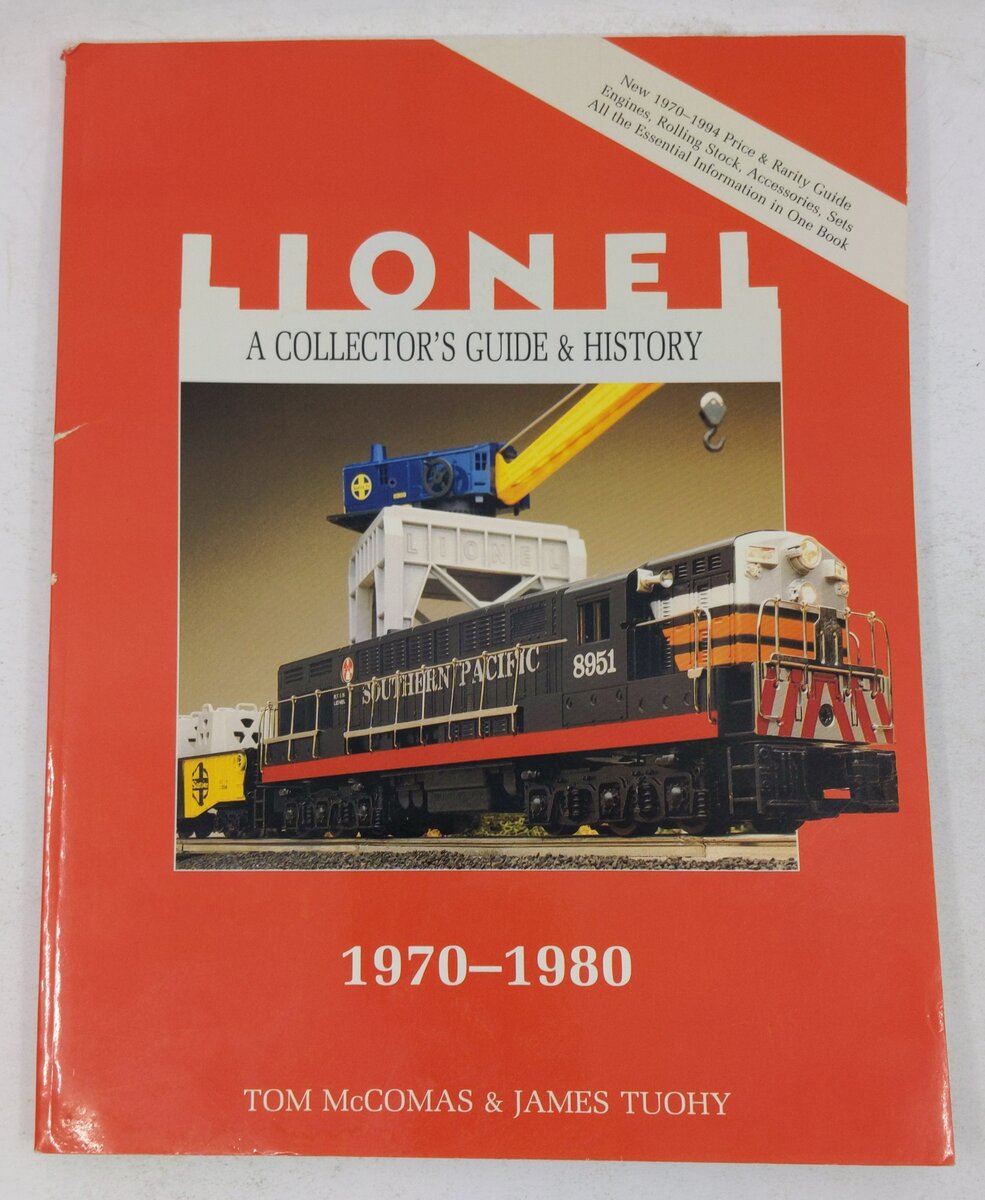 New 1970–1994 Price & Rarity Guide
Engines, Rolling Stock, Accessories, Sets
All the Essential Information in One Book
LIONEL
A COLLECTOR'S GUIDE & HISTORY
LIONEL
SOUTHERN PACIFIC
8951
1970–1980
TOM McCOMAS & JAMES TUOHY